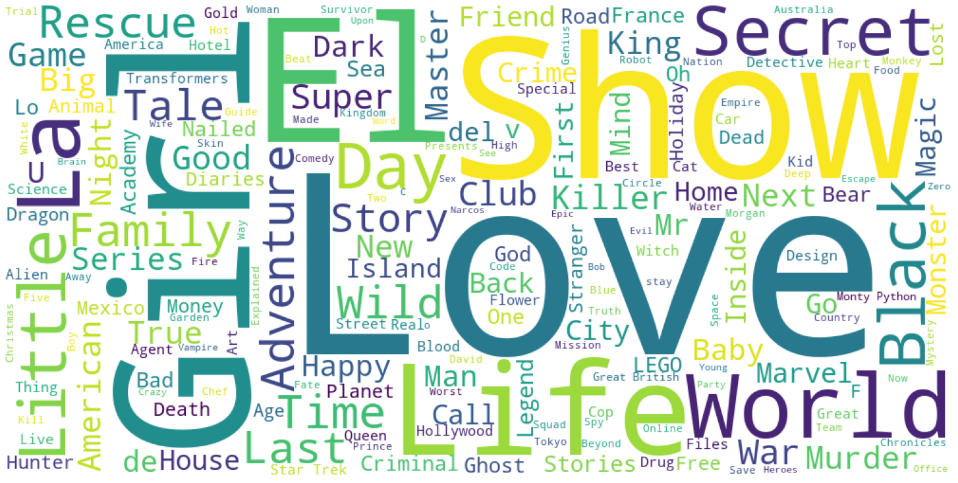 Trial
Rescue
Gold
Hot
Woman
Survivor
Upon
D
Friend
Road
France
Secret
Australia
Top
Lost
Game
America
Hotel
El
Dark
Beat
Sea
Master
Show
Crime
Genius
King
Robot
Nation
Detective
Heart
Monkey
Food
Big
Transformers
Super
Special
Oh
Lo
Animal
Tale
Guide
Made
Kingdom
Word
del
v
High
First
Mind
Holiday
Empire
Car
Dead
Magic
La
White
Night
Academy
Wife
Nailed
Skin
Presents
See
Best
Cat
Kid
Deep
Escape
Brain
U
Science
Good
Diaries
Comedy
Day
Sex
Two
c
Club
Killer
Circle
Home
Water
Next
Bear
Zero
Dragon
Girl
Adventure
Love
Story
Narcos
Epic
Evil
Mr
Morgan
Black
Family
Way
New
God
Stranger
Witch
Inside
Design
Monster
Series
Fire
Island
Code
Back
Bob
stay
Alien
Away
Explained
Wild
Flower
Blue
Go
Monty Python
Little
Five
Mexico
Money
Garden
One
Truth
Space
Country
Christmas
Boy
True
Art
Street
Real
o
City
Mystery
American
Agent
Vampire
Blood
Mission
Baby
Now
Happy
David
Man
Legend
LEGO
Great British
Young
Marvel
Thing
Bad
Crazy
Chef
Fate
Planet
Worst
Life
Party
World
F
Kill
Death
Age
Time
Call
Squad
Cop
Spy
Online
Great
Team
Live
Last
Queen
Prince
Hollywood
Tokyo
Beyond
Files
War
Chronicles
Hunter
de
House
Star Trek
Criminal
Ghost
Stories
Drug
Free
Save
Heroes
Murder
Office